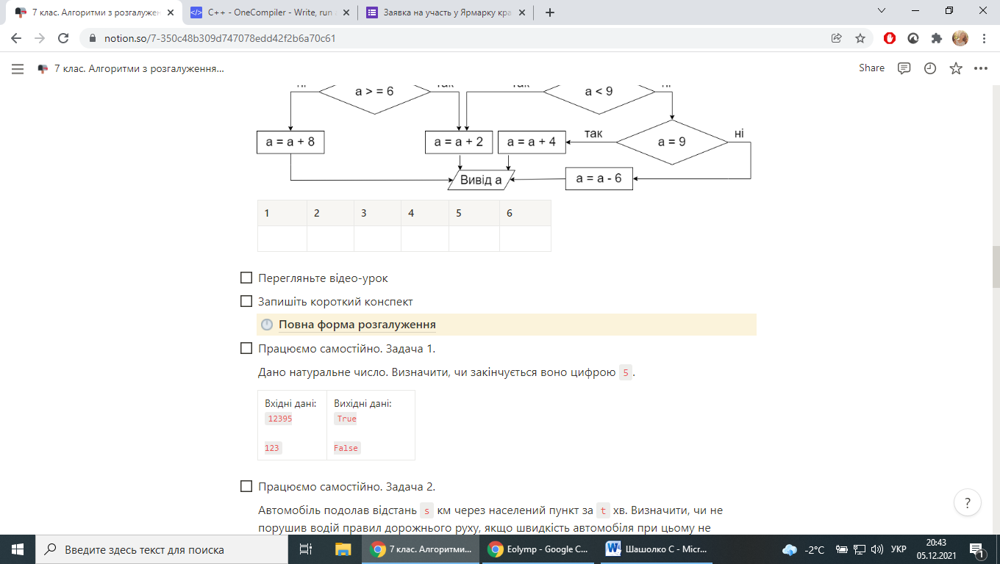 7 клас. Алгоритми з розгалужен
C++ - OneCompiler - Write, run
Заявка на участь у Ярмарку кра
notion.so/7-350c48b309d747078edd42f2b6a70c61
7 клас. Алгоритми з розгалуження...
Share
ні
a > = 6
так
так
a < 9
ні
a = a + 8
a = a + 2
a = a + 4
так
a = 9
ні
Вивід a
a = a - 6
1 2 3 4 5 6
Перегляньте відео-урок
Запишіть короткий конспект
Повна форма розгалуження
Працюємо самостійно. Задача 1.
Дано натуральне число. Визначити, чи закінчується воно цифрою 5.
Вхідні дані: Вихідні дані:
12395 True
123 False
Працюємо самостійно. Задача 2.
Автомобіль подолав відстань s км через населений пункт за t хв. Визначити, чи не
порушив водій правил дорожнього руху, якщо швидкість автомобіля при цьому не
?
Введите здесь текст для поиска
7 клас. Алгоритми...
Eolymp - Google C...
Шашолко С - Micr...
-2°C
УКР
20:43
05.12.2021
1